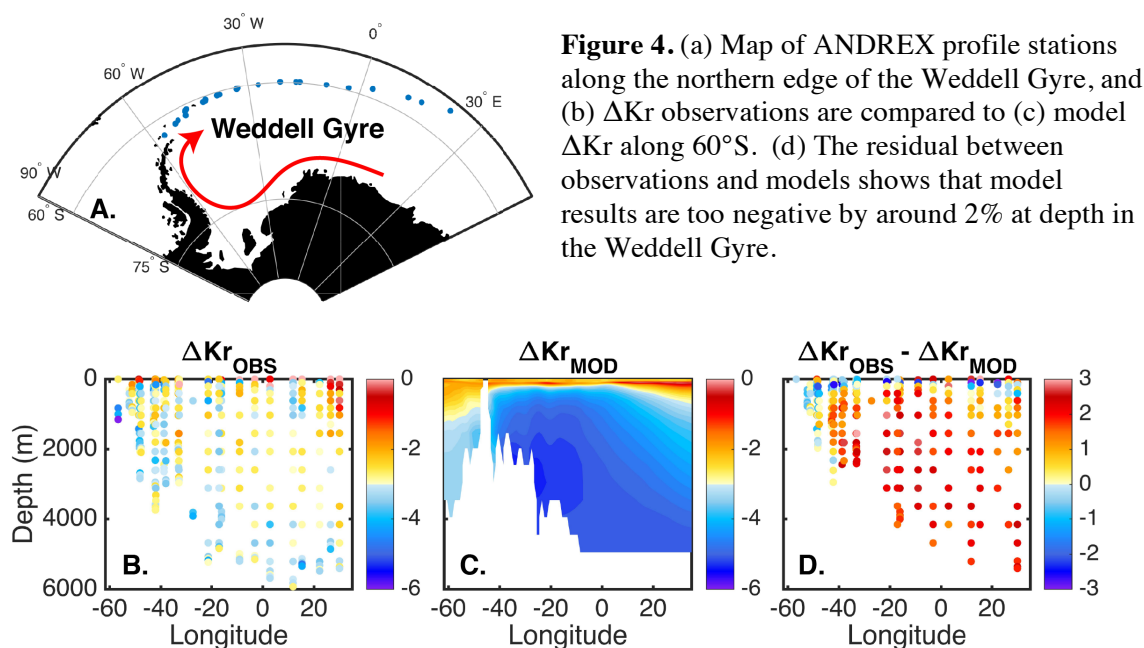 30° W
0°
60° W
30° E
Weddell Gyre
90° W
60° S
A.
75° S
Figure 4. (a) Map of ANDREX profile stations
along the northern edge of the Weddell Gyre, and
(b) ΔKr observations are compared to (c) model
ΔKr along 60°S. (d) The residual between
observations and models shows that model
results are too negative by around 2% at depth in
the Weddell Gyre.
ΔKr_OBS
0
2000
4000
6000
Depth (m)
B.
-60 -40 -20 0 20
Longitude
0
-2
-4
-6
ΔKr_MOD
C.
-60 -40 -20 0 20
Longitude
0
-2
-4
-6
ΔKr_OBS - ΔKr_MOD
D.
-60 -40 -20 0 20
Longitude
3
2
1
0
-1
-2
-3